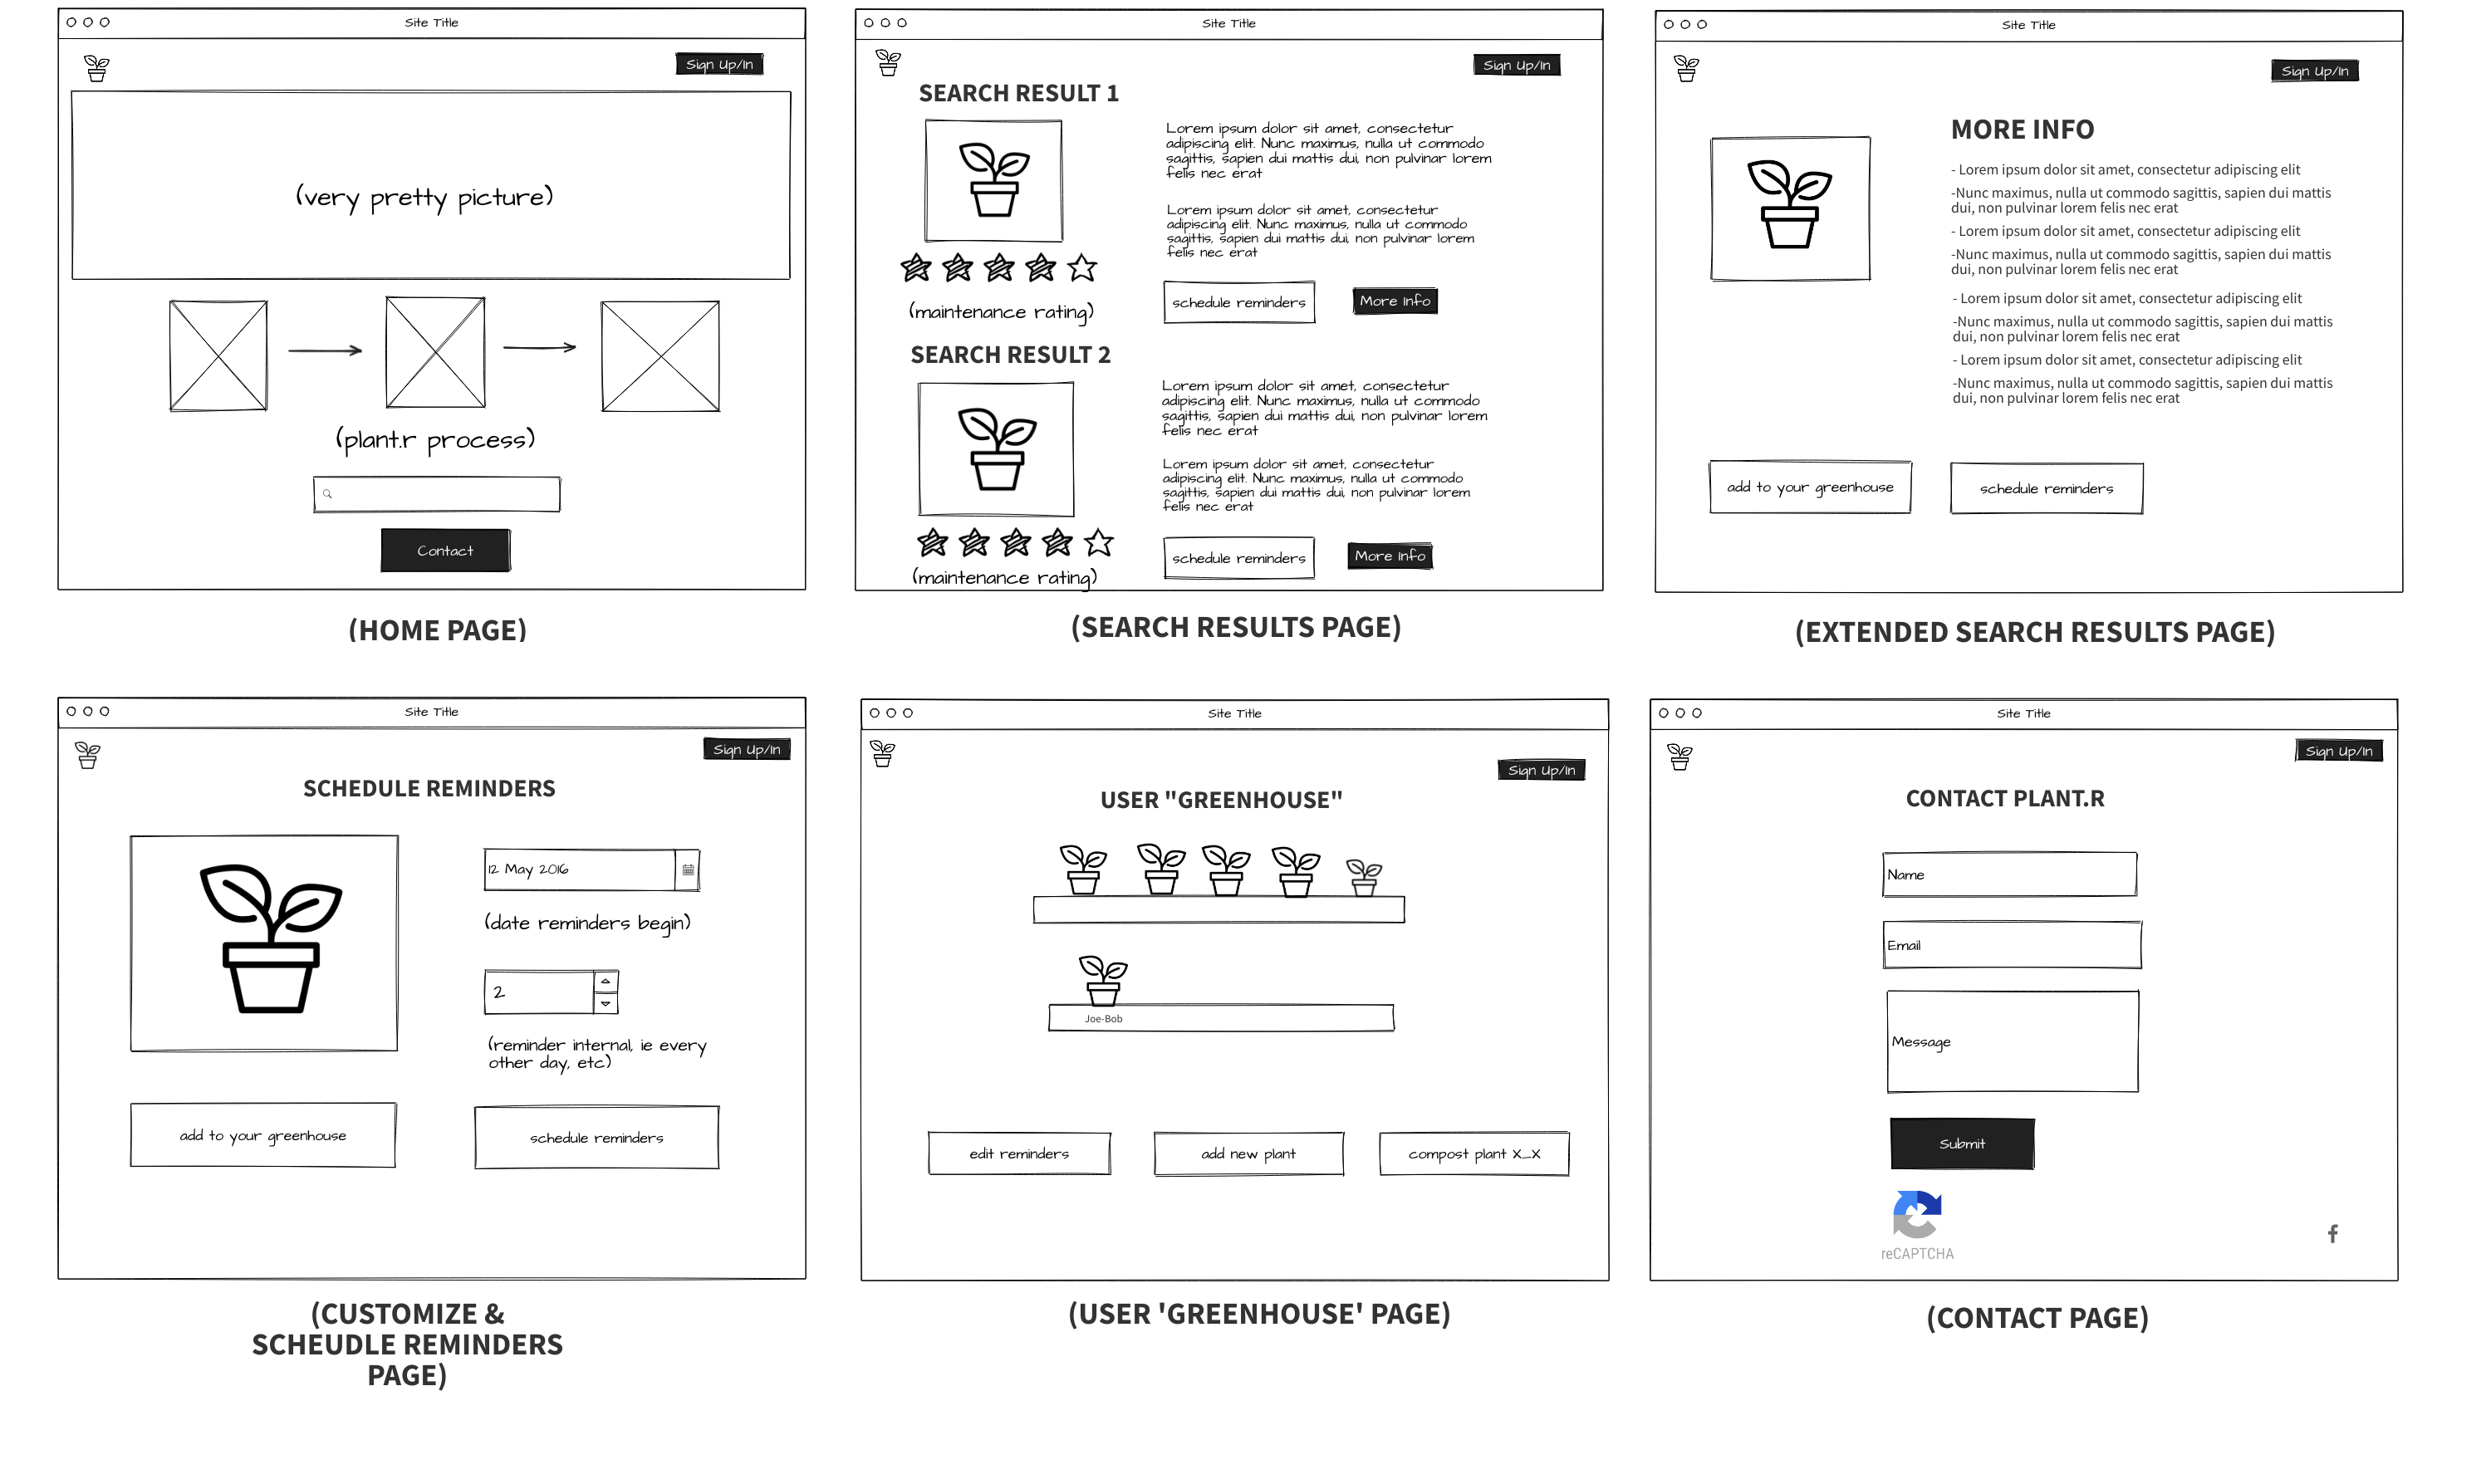 Site Title
Sign Up/In
(very pretty picture)
(plant.r process)
Contact
(HOME PAGE)
Site Title
Sign Up/In
SEARCH RESULT 1
Lorem ipsum dolor sit amet, consectetur
adipiscing elit. Nunc maximus, nulla ut commodo
sagittis, sapien dui mattis dui, non pulvinar lorem
felis nec erat
Lorem ipsum dolor sit amet, consectetur
adipiscing elit. Nunc maximus, nulla ut commodo
sagittis, sapien dui mattis dui, non pulvinar lorem
felis nec erat
(maintenance rating)
schedule reminders
More Info
SEARCH RESULT 2
Lorem ipsum dolor sit amet, consectetur
adipiscing elit. Nunc maximus, nulla ut commodo
sagittis, sapien dui mattis dui, non pulvinar lorem
felis nec erat
Lorem ipsum dolor sit amet, consectetur
adipiscing elit. Nunc maximus, nulla ut commodo
sagittis, sapien dui mattis dui, non pulvinar lorem
felis nec erat
(maintenance rating)
schedule reminders
More Info
(SEARCH RESULTS PAGE)
Site Title
Sign Up/In
MORE INFO
- Lorem ipsum dolor sit amet, consectetur adipiscing elit
-Nunc maximus, nulla ut commodo sagittis, sapien dui mattis
dui, non pulvinar lorem felis nec erat
- Lorem ipsum dolor sit amet, consectetur adipiscing elit
-Nunc maximus, nulla ut commodo sagittis, sapien dui mattis
dui, non pulvinar lorem felis nec erat
- Lorem ipsum dolor sit amet, consectetur adipiscing elit
-Nunc maximus, nulla ut commodo sagittis, sapien dui mattis
dui, non pulvinar lorem felis nec erat
- Lorem ipsum dolor sit amet, consectetur adipiscing elit
-Nunc maximus, nulla ut commodo sagittis, sapien dui mattis
dui, non pulvinar lorem felis nec erat
add to your greenhouse
schedule reminders
(EXTENDED SEARCH RESULTS PAGE)
Site Title
Sign Up/In
SCHEDULE REMINDERS
12 May 2016
(date reminders begin)
2
(reminder internal, ie every
other day, etc)
add to your greenhouse
schedule reminders
(CUSTOMIZE &
SCHEUDLE REMINDERS
PAGE)
Site Title
Sign Up/In
USER "GREENHOUSE"
Joe-Bob
edit reminders
add new plant
compost plant X_X
(USER 'GREENHOUSE' PAGE)
Site Title
Sign Up/In
CONTACT PLANT.R
Name
Email
Message
Submit
reCAPTCHA
f
(CONTACT PAGE)